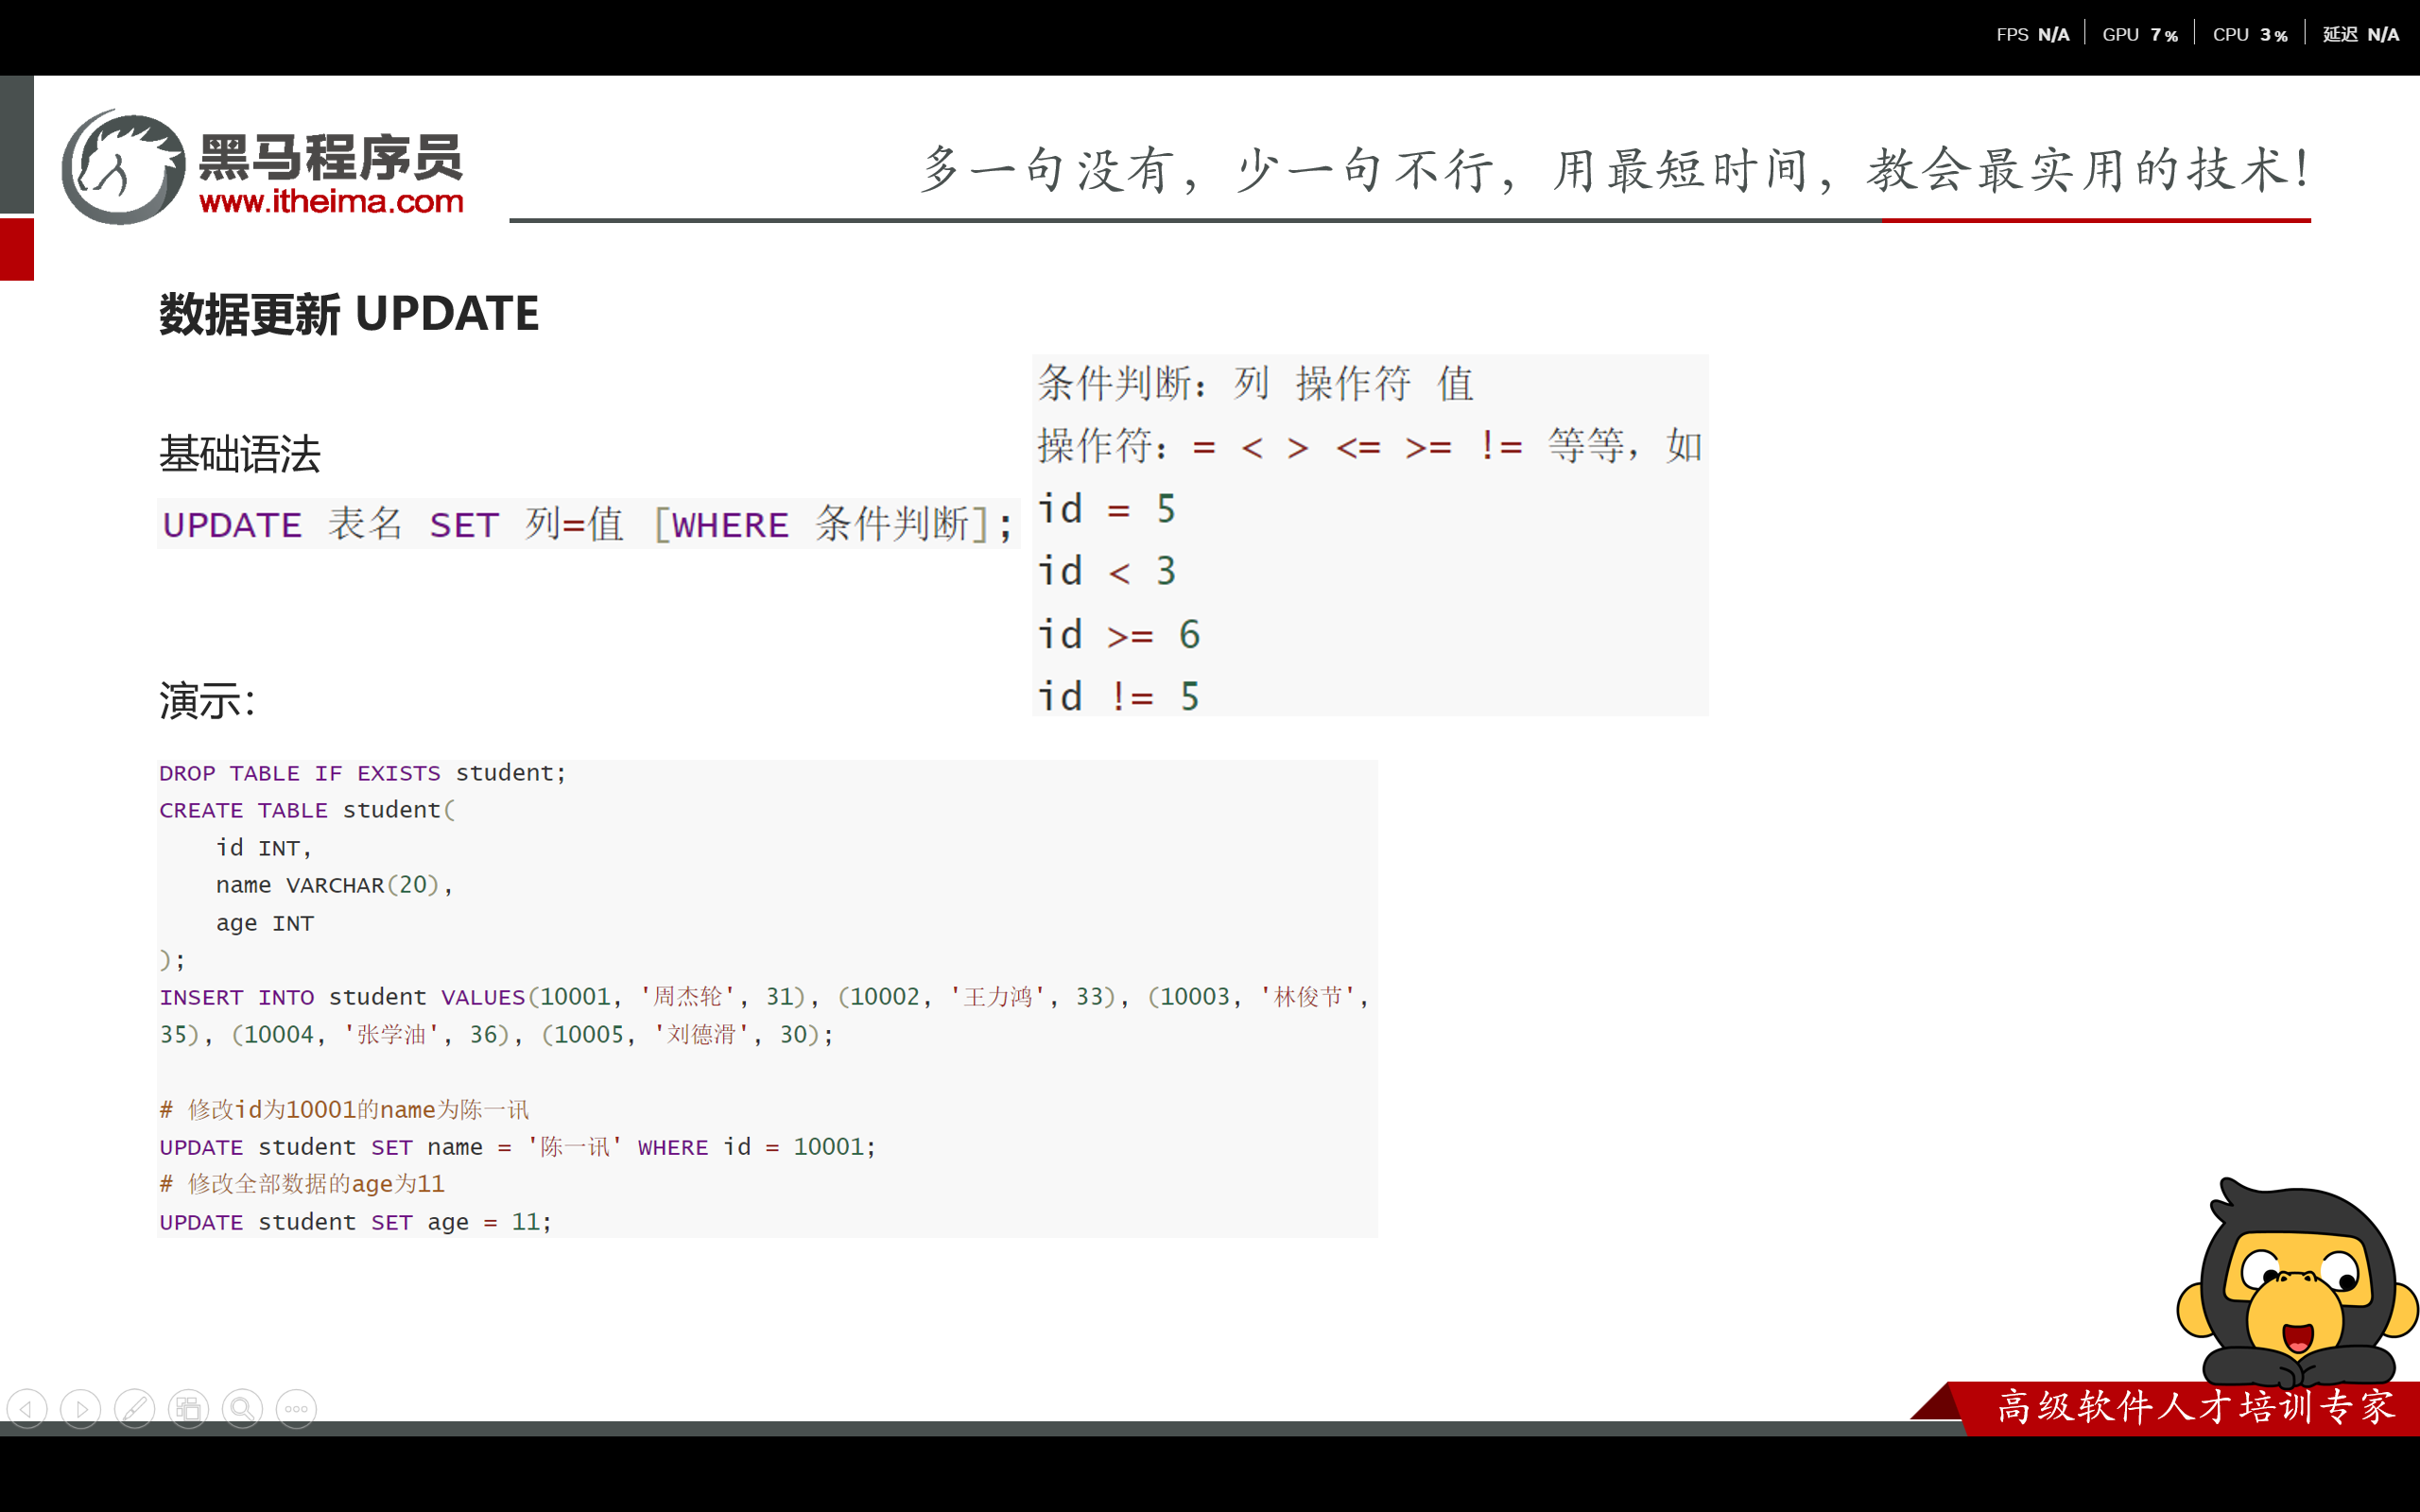 FPS N/A GPU 7% CPU 3% 延迟 N/A
黑马程序员
www.itheima.com
多一句没有，少一句不行，用最短时间，教会最实用的技术！
数据更新 UPDATE
基础语法
UPDATE 表名 SET 列=值 [WHERE 条件判断];
条件判断：列 操作符 值
操作符：= < > <= >= != 等等，如
id = 5
id < 3
id >= 6
id != 5
演示：
DROP TABLE IF EXISTS student;
CREATE TABLE student(
    id INT,
    name VARCHAR(20),
    age INT
);
INSERT INTO student VALUES(10001, '周杰轮', 31), (10002, '王力鸿', 33), (10003, '林俊节',
35), (10004, '张学油', 36), (10005, '刘德滑', 30);
# 修改id为10001的name为陈一讯
UPDATE student SET name = '陈一讯' WHERE id = 10001;
# 修改全部数据的age为11
UPDATE student SET age = 11;
高级软件人才培训专家